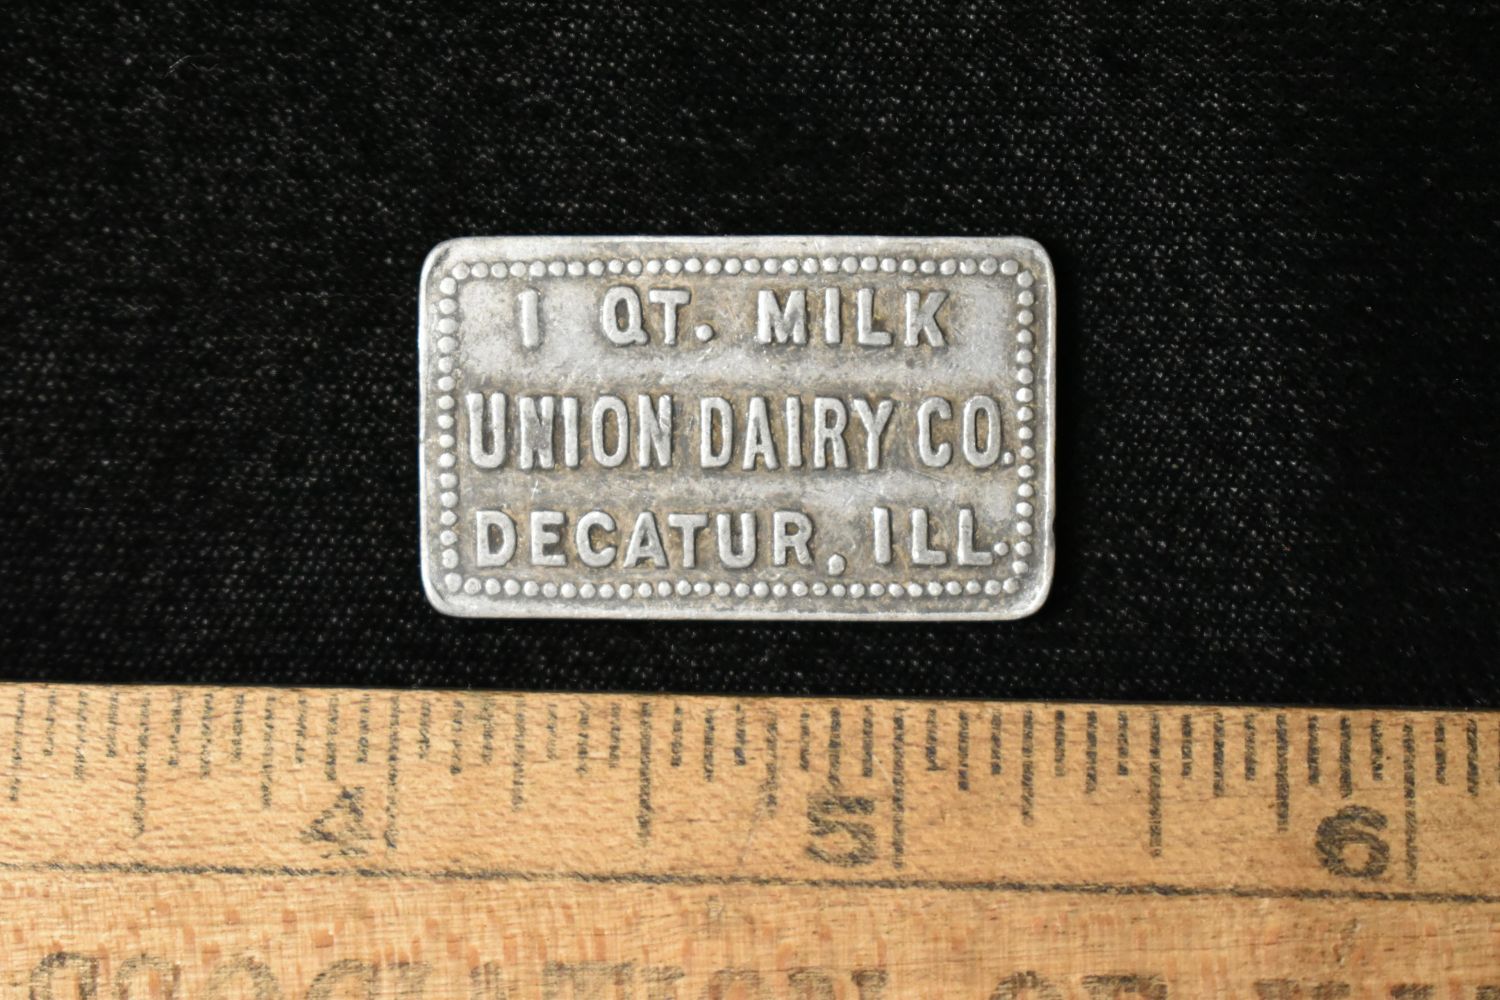 1 QT. MILK
UNION DAIRY CO.
DECATUR, ILL.
4 5 6